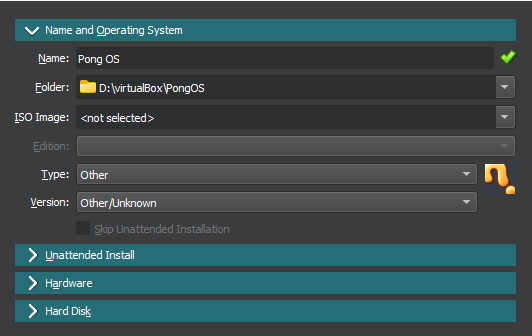 Name and Operating System
Name: Pong OS
Folder: D:\virtualBox\PongOS
ISO Image: <not selected>
Edition:
Type: Other
Version: Other/Unknown
Skip Unattended Installation
Unattended Install
Hardware
Hard Disk